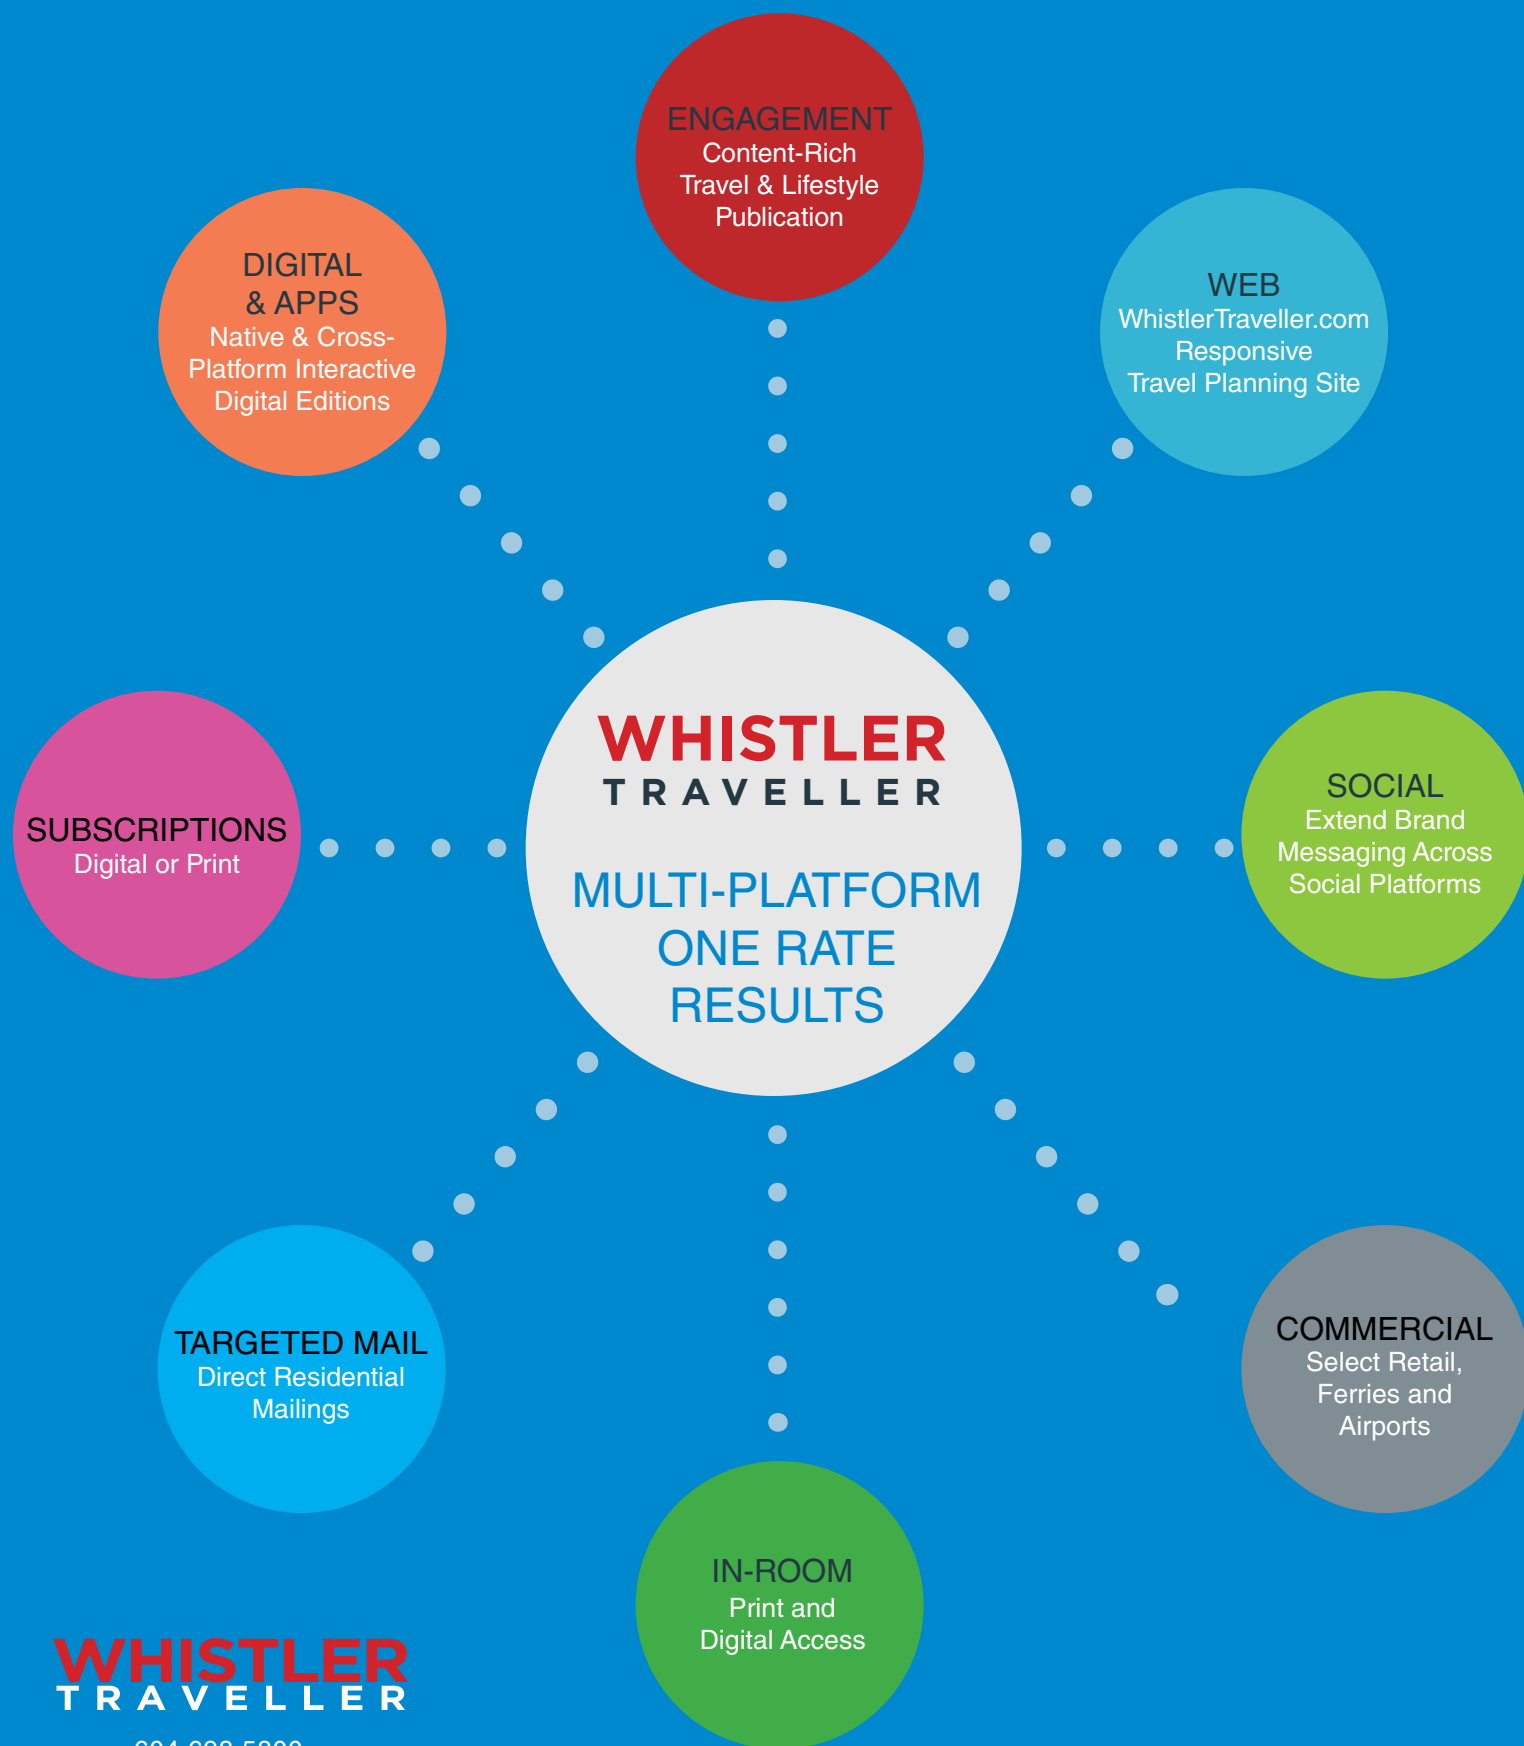 ENGAGEMENT
Content-Rich
Travel & Lifestyle
Publication
DIGITAL
& APPS
Native & Cross-
Platform Interactive
Digital Editions
WEB
WhistlerTraveller.com
Responsive
Travel Planning Site
WHISTLER
TRAVELLER
MULTI-PLATFORM
ONE RATE
RESULTS
SUBSCRIPTIONS
Digital or Print
SOCIAL
Extend Brand
Messaging Across
Social Platforms
TARGETED MAIL
Direct Residential
Mailings
COMMERCIAL
Select Retail,
Ferries and
Airports
IN-ROOM
Print and
Digital Access
WHISTLER
TRAVELLER